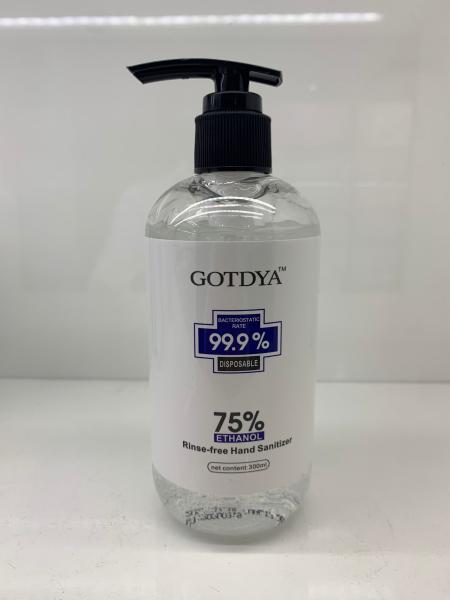 GOTDYA™
BACTERIOSTATIC
RATE
99.9%
DISPOSABLE
75%
ETHANOL
Rinse-free Hand Sanitizer
net content 300ml